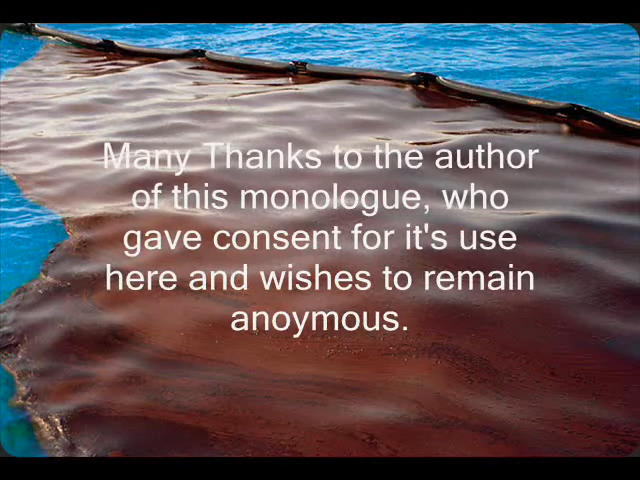 Many Thanks to the author
of this monologue, who
gave consent for it's use
here and wishes to remain
anoymous.